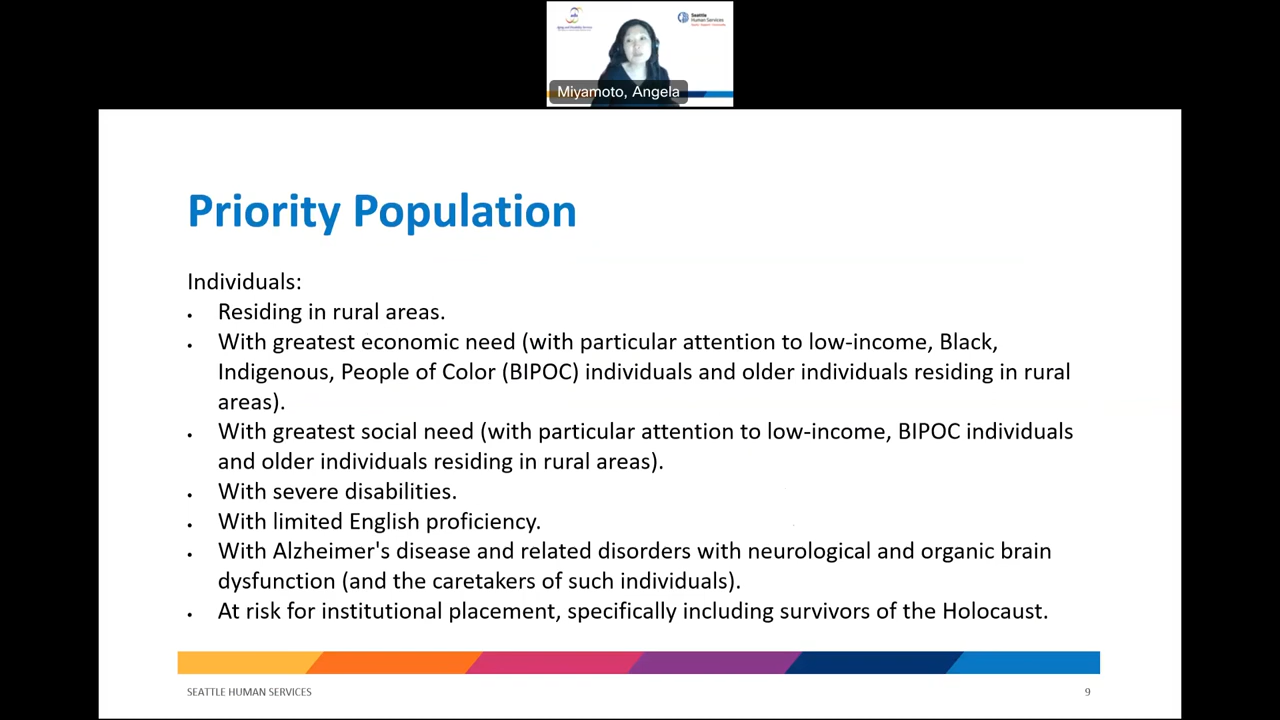 Seattle
Human Services
Miyamoto, Angela
Priority Population
Individuals:
• Residing in rural areas.
• With greatest economic need (with particular attention to low-income, Black,
Indigenous, People of Color (BIPOC) individuals and older individuals residing in rural
areas).
• With greatest social need (with particular attention to low-income, BIPOC individuals
and older individuals residing in rural areas).
• With severe disabilities.
• With limited English proficiency.
• With Alzheimer's disease and related disorders with neurological and organic brain
dysfunction (and the caretakers of such individuals).
• At risk for institutional placement, specifically including survivors of the Holocaust.
SEATTLE HUMAN SERVICES
9